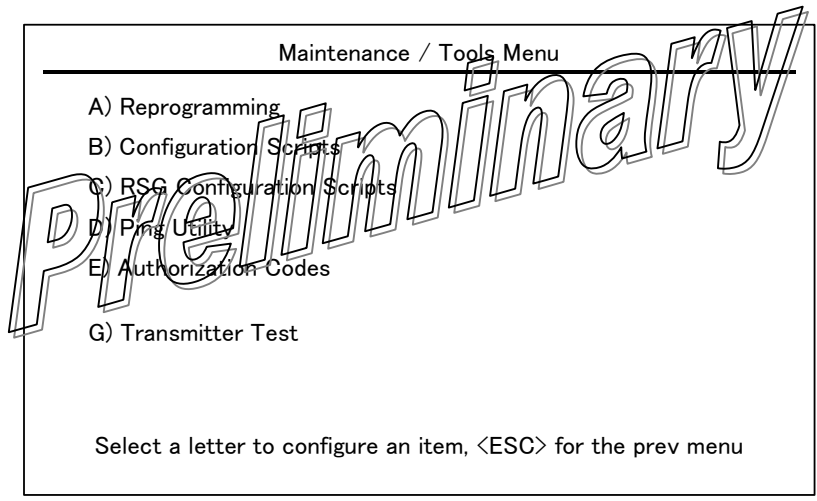 Maintenance / Tools Menu
A) Reprogramming
B) Configuration Scripts
C) RSG Configuration Scripts
D) Ping Utility
E) Authorization Codes
G) Transmitter Test
Select a letter to configure an item, <ESC> for the prev menu
Preliminary